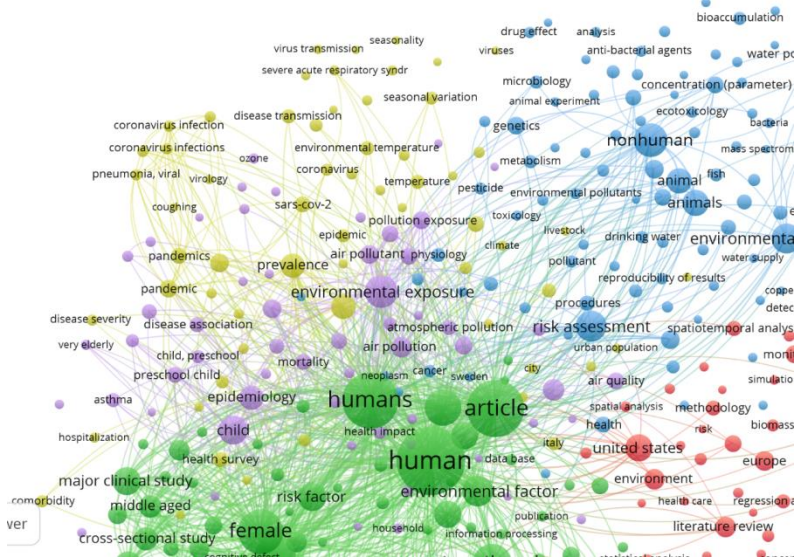 bioaccumulation
drug effect
analysis
seasonality
virus transmission
viruses
anti-bacterial agents
water po
severe acute respiratory syndr
microbiology
concentration (parameter)
seasonal variation
animal experiment
ecotoxicology
disease transmission
coronavirus infection
genetics
bacteria
nonhuman
coronavirus infections
environmental temperature
mass spectrom
ozone
metabolism
pneumonia, viral
coronavirus
virology
temperature
animal
fish
pesticide
environmental pollutants
coughing
sars-cov-2
animals
pollution exposure
toxicology
epidemic
livestock
drinking water
environmental
pandemics
air pollutant
physiology
climate
water supply
prevalence
pollutant
reproducibility of results
pandemic
environmental exposure
coppe
procedures
detec
disease severity
disease association
atmospheric pollution
risk assessment
spatiotemporal analys
very elderly
air pollution
urban population
child, preschool
mortality
monit
preschool child
neoplasm
cancer
sweden
city
air quality
simulatio
asthma
epidemiology
humans
article
spatial analysis
methodology
health impact
health
risk
biomass
child
hospitalization
italy
united states
health survey
human
data base
europe
major clinical study
environment
comorbidity
risk factor
environmental factor
health care
regression a
middle aged
publication
wer
female
household
information processing
literature review
cross-sectional study
cognitive defect